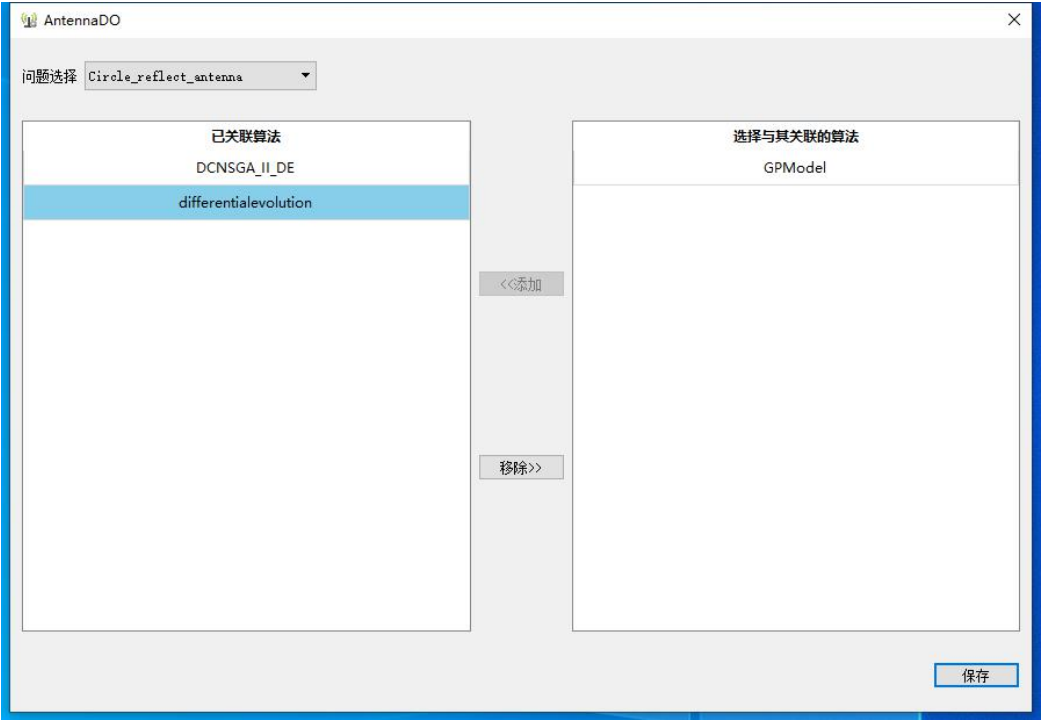 AntennaDO
问题选择 Circle_reflect_antenna
已关联算法
DCNSGA_II_DE
differentialevolution
<<添加
移除>>
选择与其关联的算法
GPModel
保存